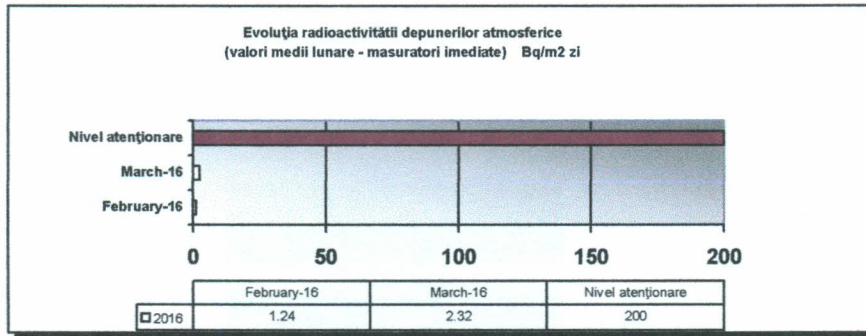 Evoluţia radioactivitătii depunerilor atmosferice
(valori medii lunare - masuratori imediate) Bq/m2 zi
Nivel atenţionare
March-16
February-16
0 50 100 150 200
February-16 March-16 Nivel atenţionare
2016 1.24 2.32 200